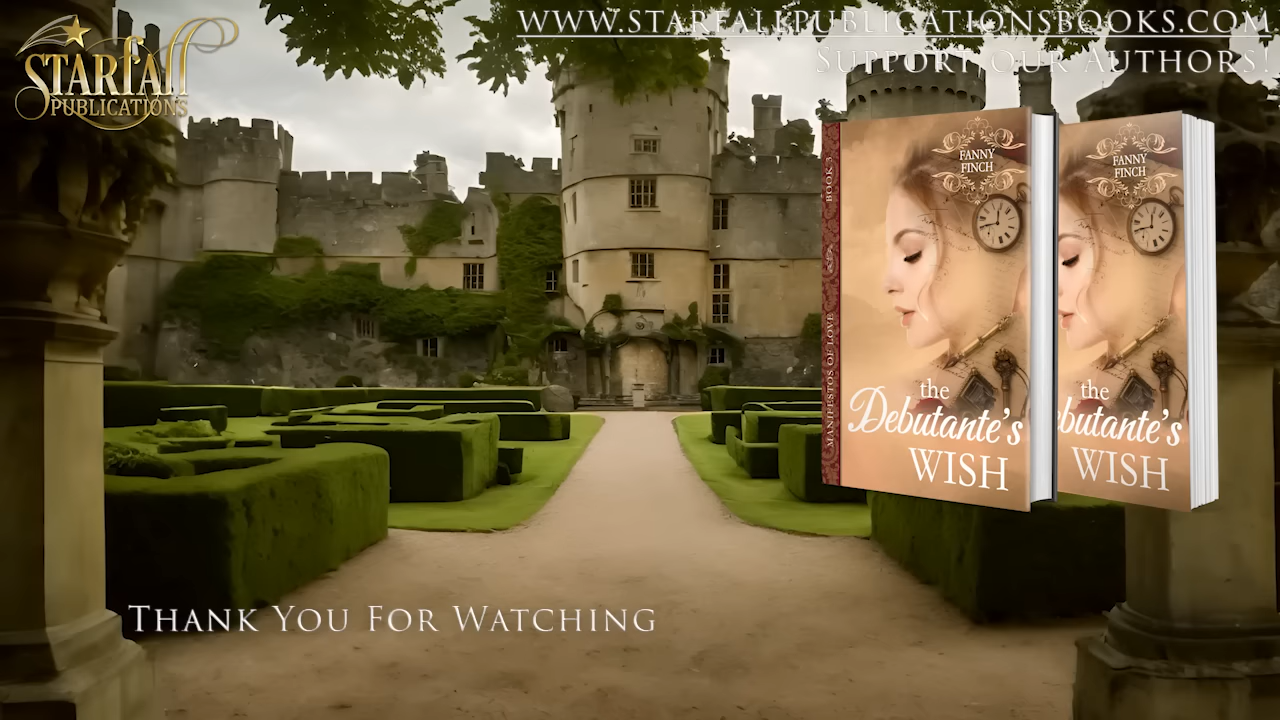 STARfall
PUBLICATIONS
WWW.STARFALLPUBLICATIONSBOOKS.COM
SUPPORT OUR AUTHORS!
BOOK 3
MANIFESTOS OF LOVE
FANNY
FINCH
the
Debutante's
WISH
FANNY
FINCH
the
ebutante's
WISH
THANK YOU FOR WATCHING